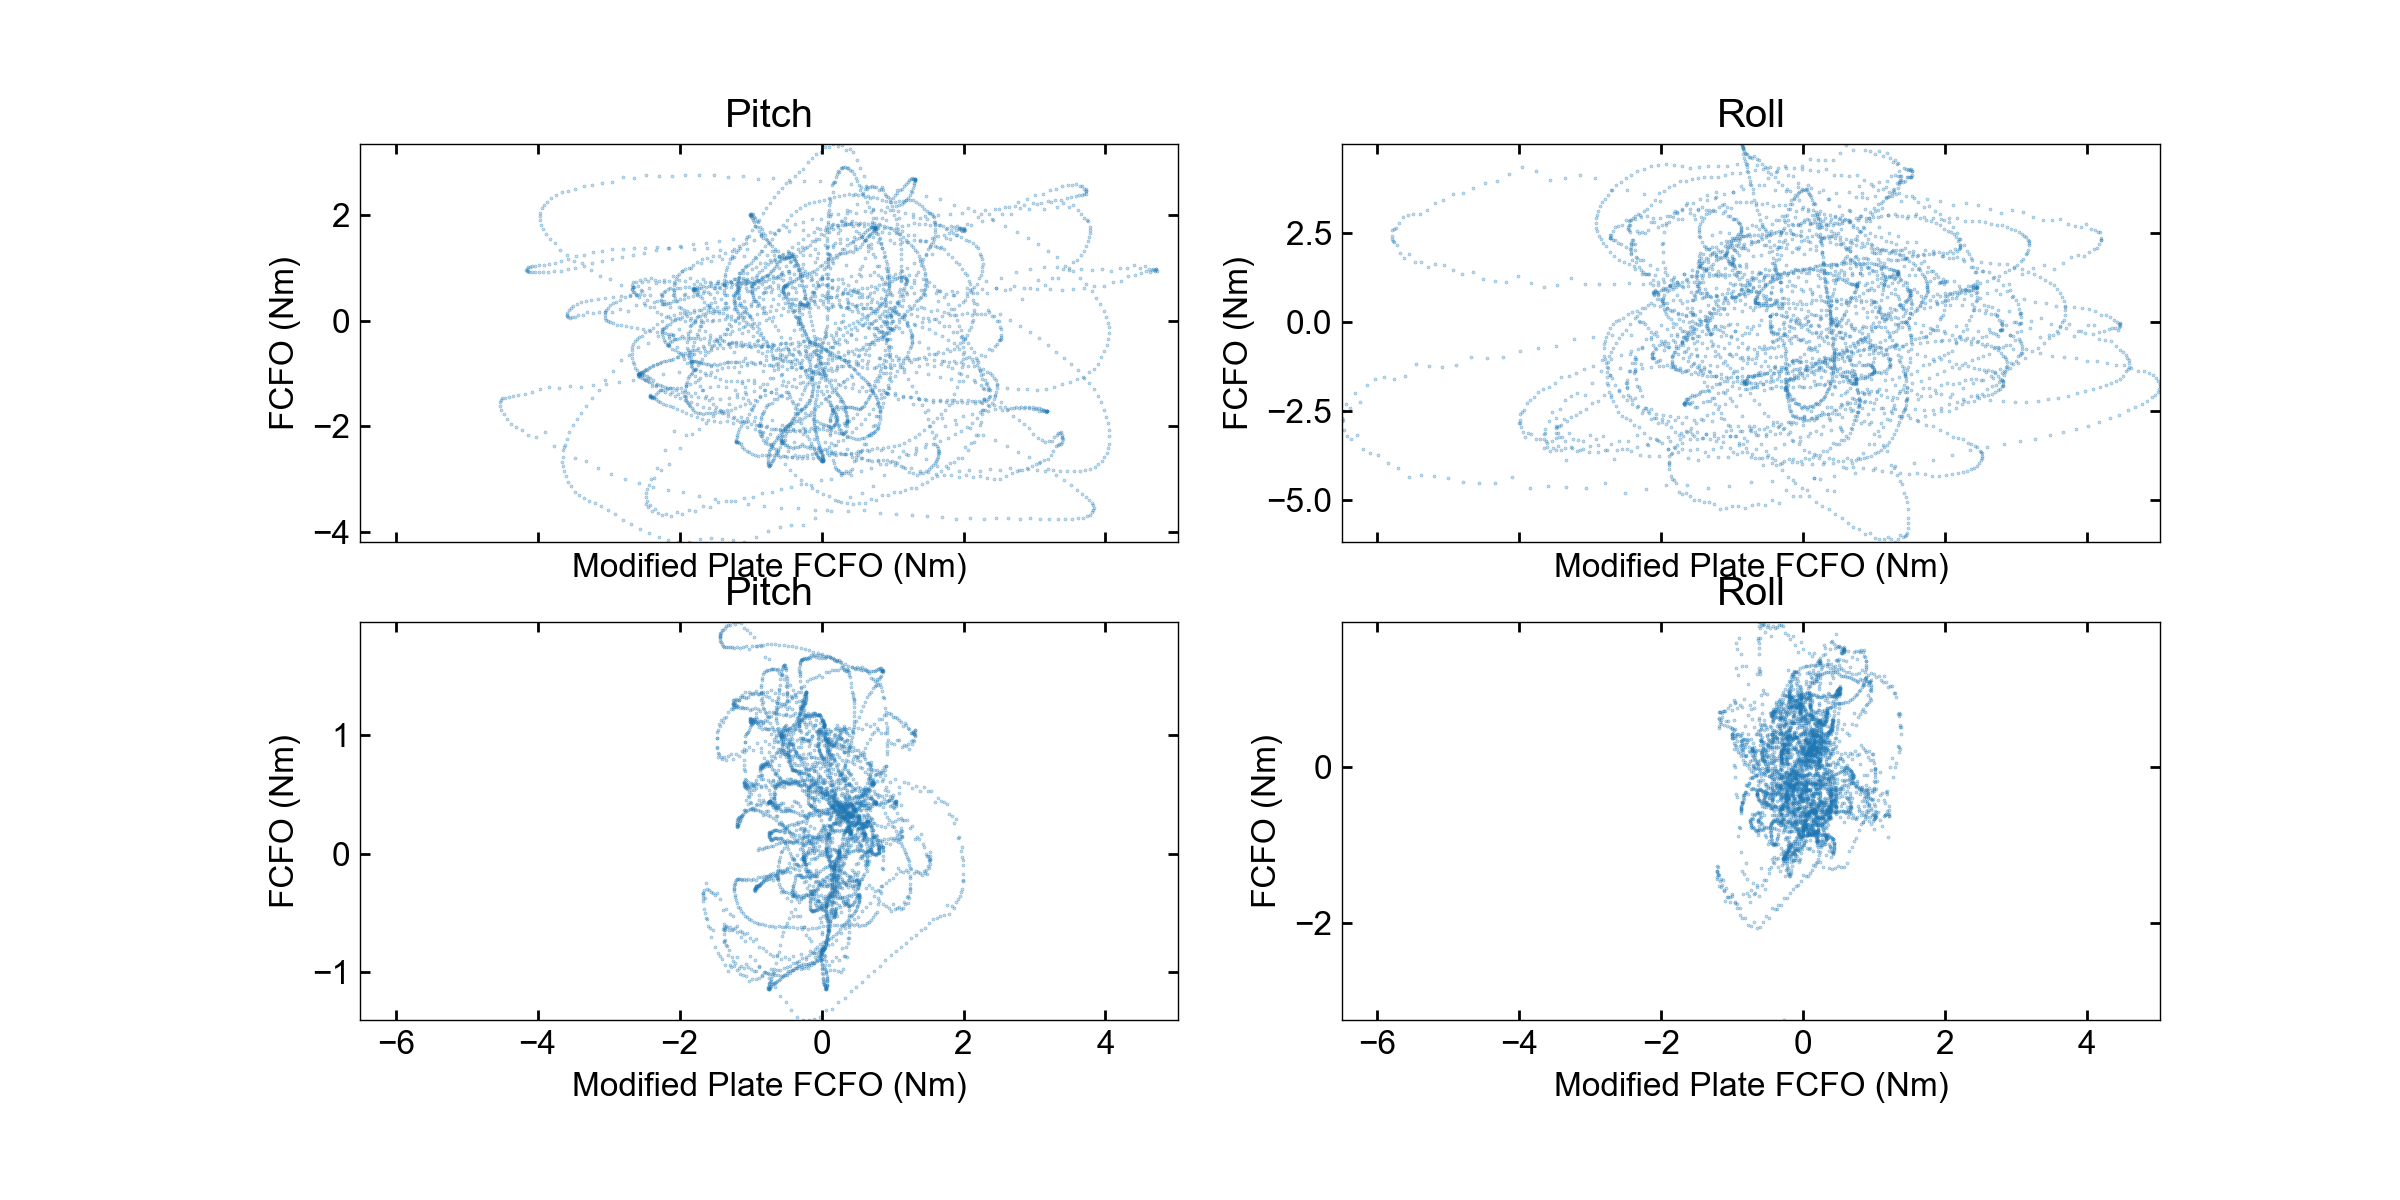 Pitch
Roll
FCFO (Nm)
2
0
−2
−4
Modified Plate FCFO (Nm)
FCFO (Nm)
2.5
0.0
−2.5
−5.0
Modified Plate FCFO (Nm)
Pitch
Roll
FCFO (Nm)
1
0
−1
−6 −4 −2 0 2 4
Modified Plate FCFO (Nm)
FCFO (Nm)
0
−2
−6 −4 −2 0 2 4
Modified Plate FCFO (Nm)